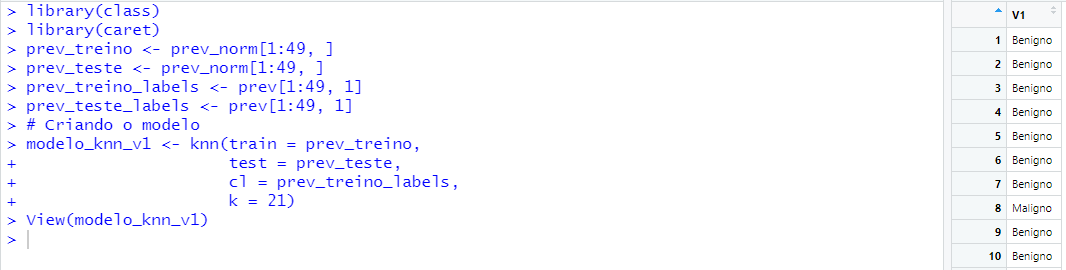 > library(class)
> library(caret)
> prev_treino <- prev_norm[1:49, ]
> prev_teste <- prev_norm[1:49, ]
> prev_treino_labels <- prev[1:49, 1]
> prev_teste_labels <- prev[1:49, 1]
> # Criando o modelo
> modelo_knn_v1 <- knn(train = prev_treino,
+                      test = prev_teste,
+                      cl = prev_treino_labels,
+                      k = 21)
> View(modelo_knn_v1)
>
V1
1 Benigno
2 Benigno
3 Benigno
4 Benigno
5 Benigno
6 Benigno
7 Benigno
8 Maligno
9 Benigno
10 Benigno